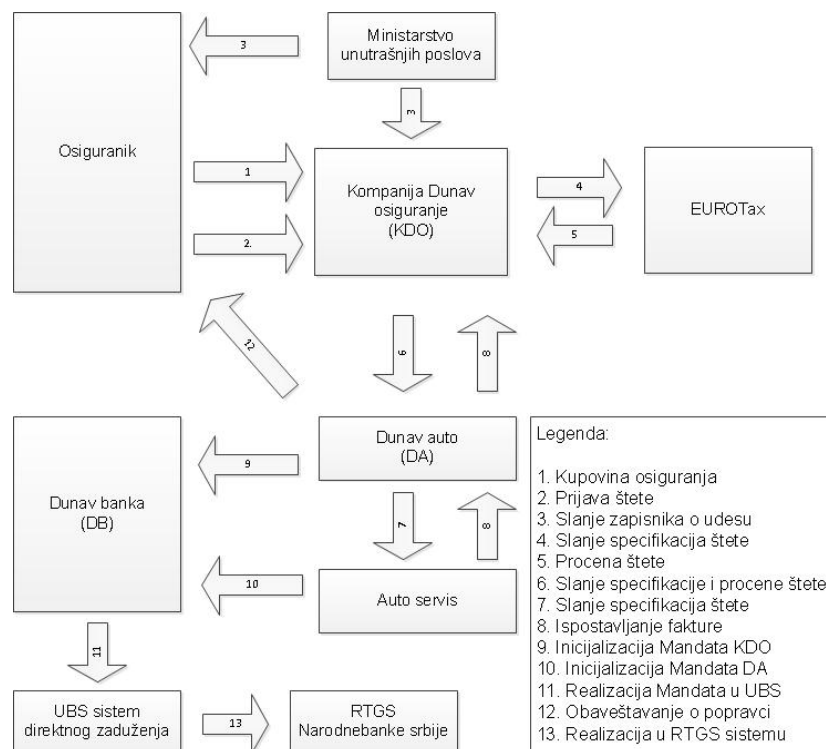 Ministarstvo
unutrašnjih poslova
3
3
Osiguranik
1
Kompanija Dunav
osiguranje
(KDO)
4
EUROTax
5
2.
12
6
8
Dunav auto
(DA)
9
Dunav banka
(DB)
7
8
10
Auto servis
11
UBS sistem
direktnog zaduženja
13
RTGS
Narodnebanke srbije
Legenda:
1. Kupovina osiguranja
2. Prijava štete
3. Slanje zapisnika o udesu
4. Slanje specifikacija štete
5. Procena štete
6. Slanje specifikacije i procene štete
7. Slanje specifikacija štete
8. Ispostavljanje fakture
9. Inicijalizacija Mandata KDO
10. Inicijalizacija Mandata DA
11. Realizacija Mandata u UBS
12. Obaveštavanje o popravci
13. Realizacija u RTGS sistemu